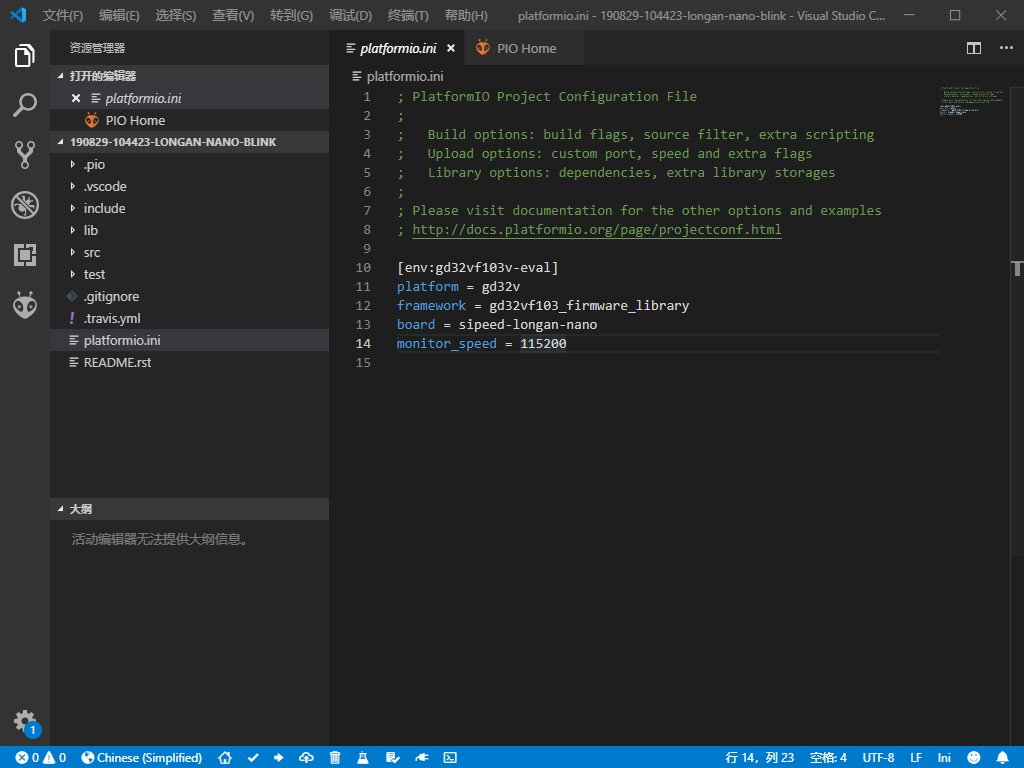 文件(F) 编辑(E) 选择(S) 查看(V) 转到(G) 调试(D) 终端(T) 帮助(H) platformio.ini - 190829-104423-longan-nano-blink - Visual Studio C...
资源管理器
打开的编辑器
platformio.ini
PIO Home
190829-104423-LONGAN-NANO-BLINK
.pio
.vscode
include
lib
src
test
.gitignore
.travis.yml
platformio.ini
README.rst
大纲
活动编辑器无法提供大纲信息。
platformio.ini PIO Home
platformio.ini
1 ; PlatformIO Project Configuration File
2 ;
3 ;   Build options: build flags, source filter, extra scripting
4 ;   Upload options: custom port, speed and extra flags
5 ;   Library options: dependencies, extra library storages
6 ;
7 ; Please visit documentation for the other options and examples
8 ; http://docs.platformio.org/page/projectconf.html
9
10 [env:gd32vf103v-eval]
11 platform = gd32v
12 framework = gd32vf103_firmware_library
13 board = sipeed-longan-nano
14 monitor_speed = 115200
15
1
0 0 Chinese (Simplified) 行 14，列 23 空格: 4 UTF-8 LF Ini